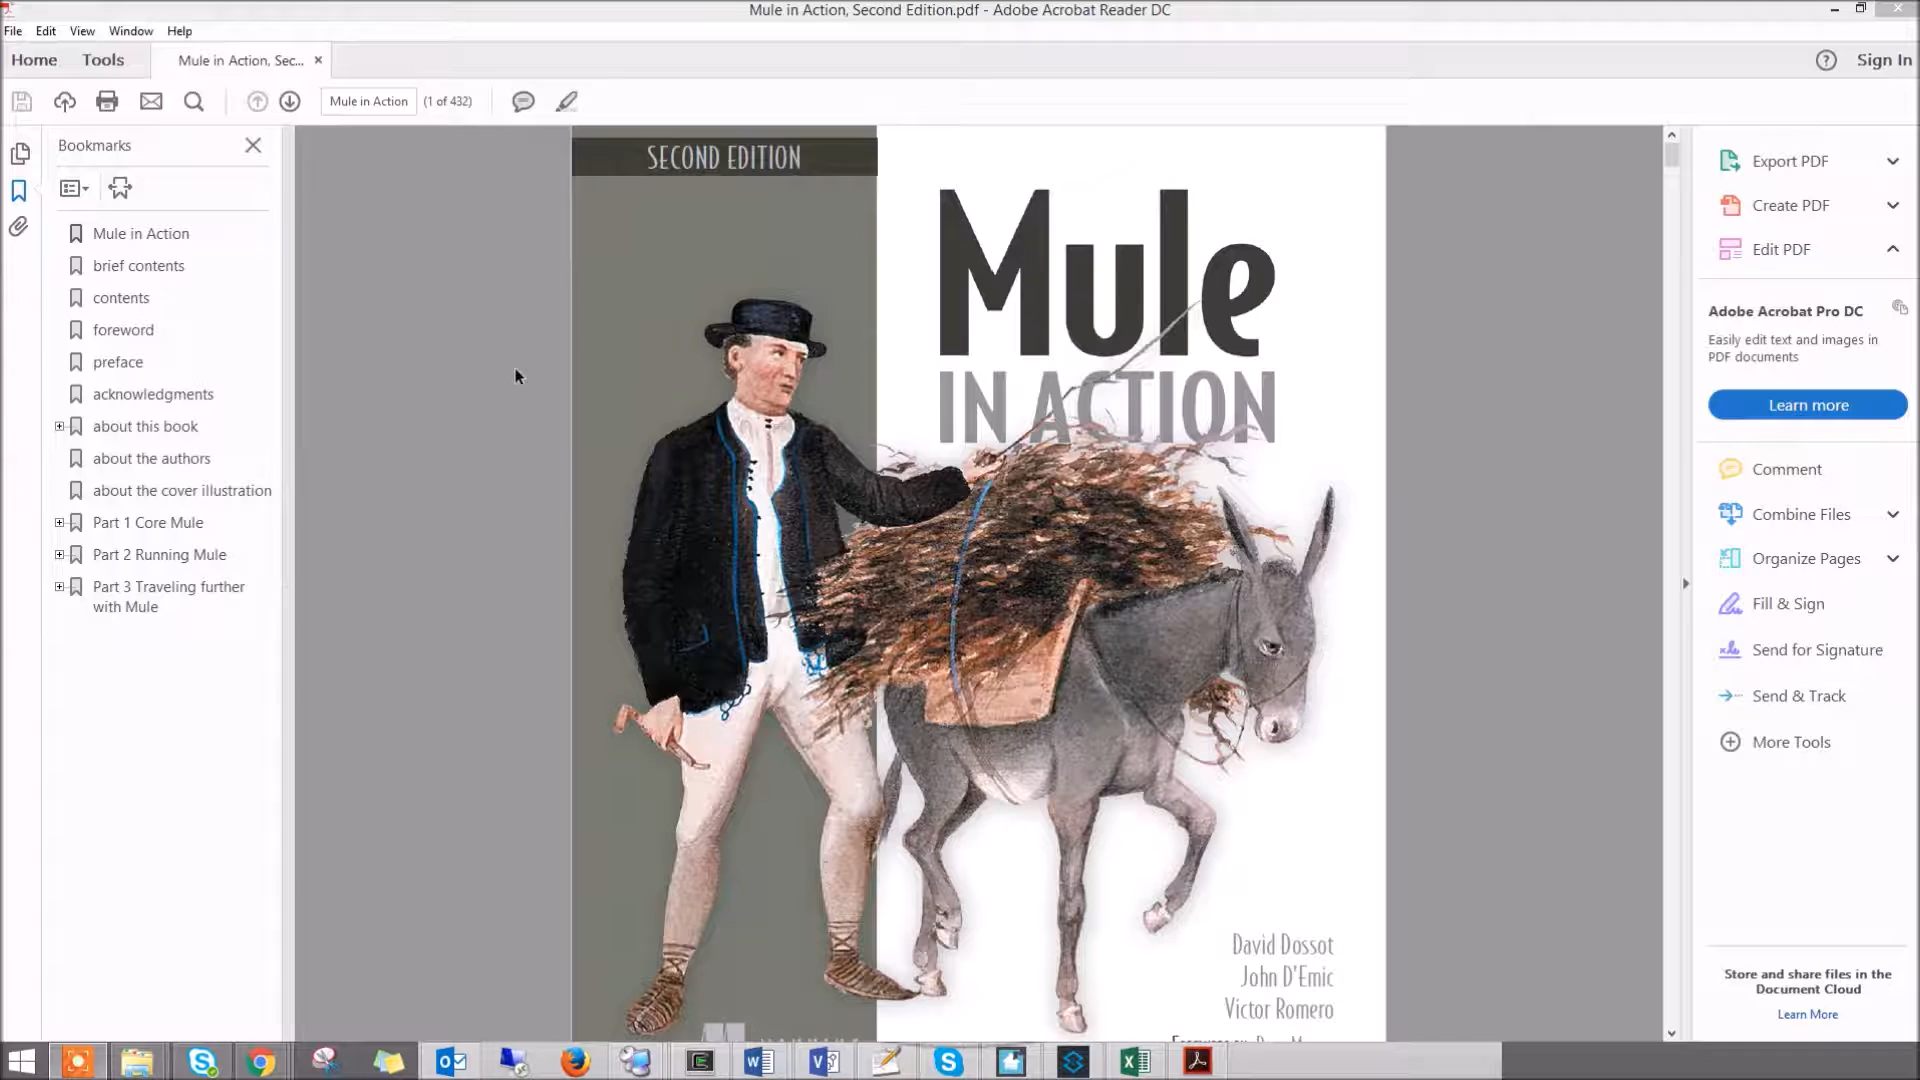 Mule in Action, Second Edition.pdf - Adobe Acrobat Reader DC
File Edit View Window Help
Home Tools Mule in Action, Sec...
Sign In
Mule in Action (1 of 432)
Bookmarks
Mule in Action
brief contents
contents
foreword
preface
acknowledgments
about this book
about the authors
about the cover illustration
Part 1 Core Mule
Part 2 Running Mule
Part 3 Traveling further
with Mule
SECOND EDITION
Mule
IN ACTION
David Dossot
John D'Emic
Victor Romero
Export PDF
Create PDF
Edit PDF
Adobe Acrobat Pro DC
Easily edit text and images in
PDF documents
Learn more
Comment
Combine Files
Organize Pages
Fill & Sign
Send for Signature
Send & Track
More Tools
Store and share files in the
Document Cloud
Learn More